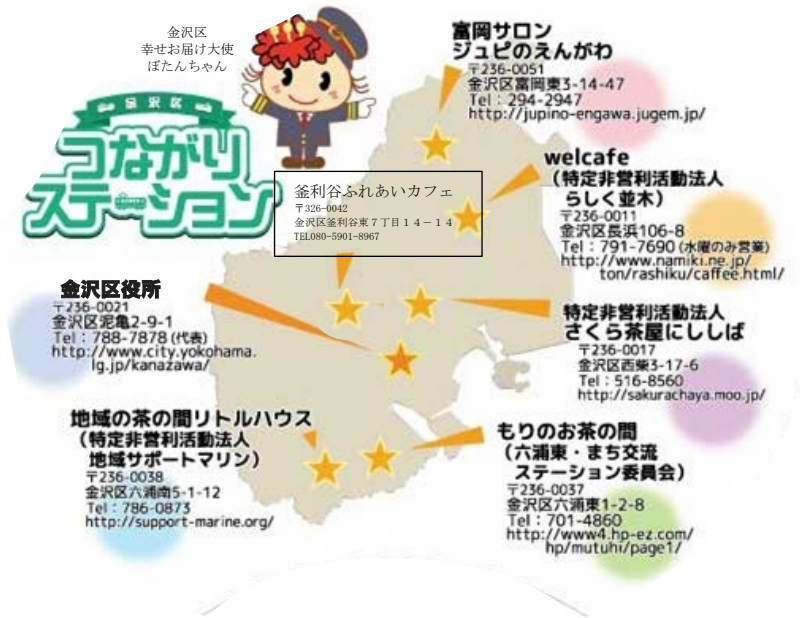 金沢区
幸せお届け大使
ぼたんちゃん
金沢区
つながり
ステーション
富岡サロン
ジュピのえんがわ
〒236-0051
金沢区富岡東3-14-47
Tel：294-2947
http://jupino-engawa.jugem.jp/
welcafe
（特定非営利活動法人
らしく並木）
〒236-0011
金沢区長浜106-8
Tel：791-7690 (水曜のみ営業)
http://www.namiki.ne.jp/
ton/rashiku/caffee.html/
釜利谷ふれあいカフェ
〒326-0042
金沢区釜利谷東７丁目１４－１４
TEL080-5901-8967
金沢区役所
〒236-0021
金沢区泥亀2-9-1
Tel：788-7878 (代表)
http://www.city.yokohama.
lg.jp/kanazawa/
特定非営利活動法人
さくら茶屋にししば
〒236-0017
金沢区西柴3-17-6
Tel：516-8560
http://sakurachaya.moo.jp/
地域の茶の間リトルハウス
（特定非営利活動法人
地域サポートマリン）
〒236-0038
金沢区六浦南5-1-12
Tel：786-0873
http://support-marine.org/
もりのお茶の間
（六浦東・まち交流
ステーション委員会）
〒236-0037
金沢区六浦東1-2-8
Tel：701-4860
http://www4.hp-ez.com/
hp/mutuhi/page1/